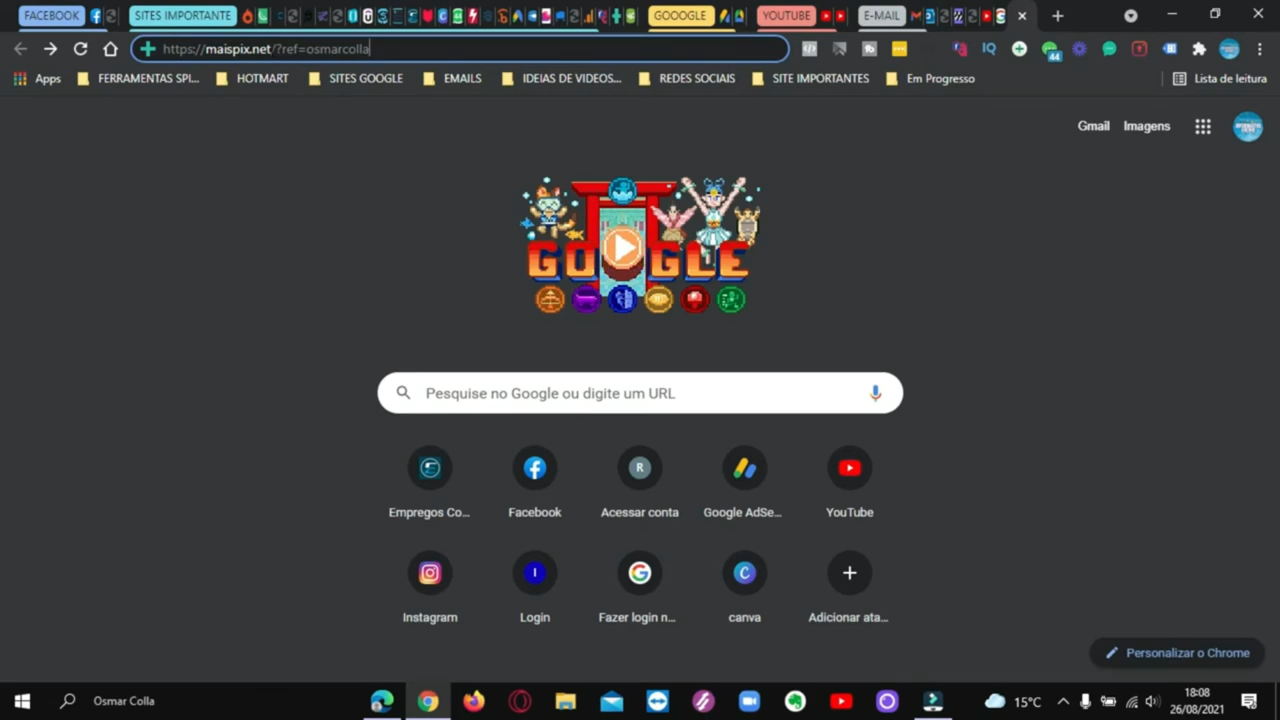 FACEBOOK SITES IMPORTANTE GOOOGLE YOUTUBE E-MAIL
https://maispix.net/?ref=osmarcolla
IQ
44
Apps FERRAMENTAS SPI... HOTMART SITES GOOGLE EMAILS IDEIAS DE VIDEOS... REDES SOCIAIS SITE IMPORTANTES Em Progresso Lista de leitura
Gmail Imagens
GOOGLE
Pesquise no Google ou digite um URL
R
Empregos Co... Facebook Acessar conta Google AdSe... YouTube
I
Instagram Login Fazer login n... canva Adicionar ata...
Personalizar o Chrome
Osmar Colla 15°C 18:08
26/08/2021